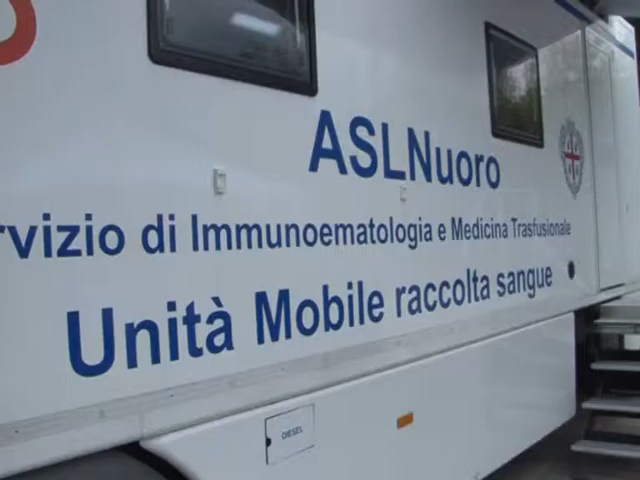 ASLNuoro
rvizio di Immunoematologia e Medicina Trasfusionale
Unità Mobile raccolta sangue
DIESEL